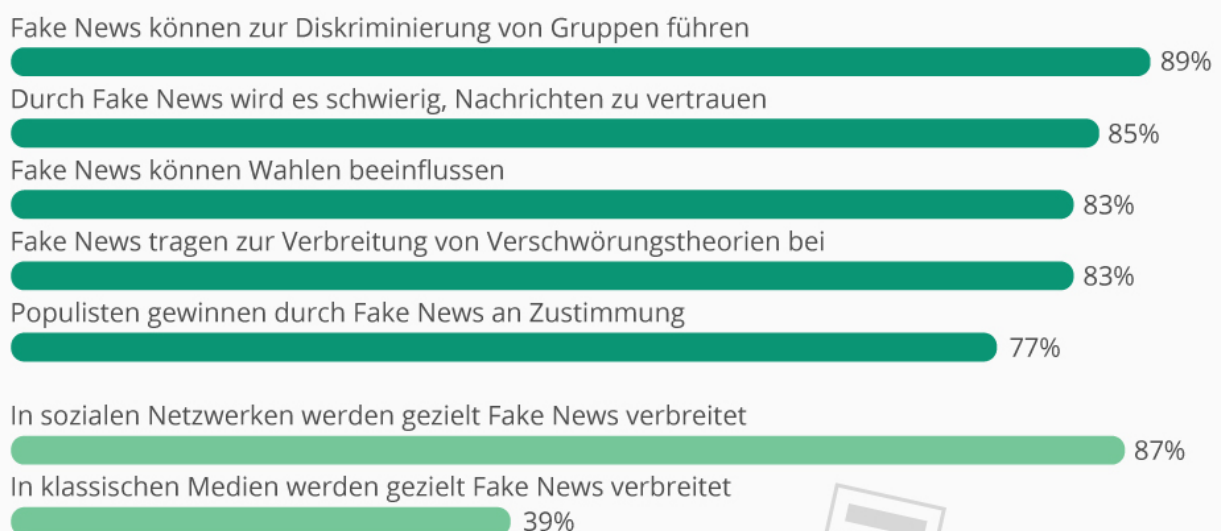 Fake News können zur Diskriminierung von Gruppen führen
89%
Durch Fake News wird es schwierig, Nachrichten zu vertrauen
85%
Fake News können Wahlen beeinflussen
83%
Fake News tragen zur Verbreitung von Verschwörungstheorien bei
83%
Populisten gewinnen durch Fake News an Zustimmung
77%
In sozialen Netzwerken werden gezielt Fake News verbreitet
87%
In klassischen Medien werden gezielt Fake News verbreitet
39%